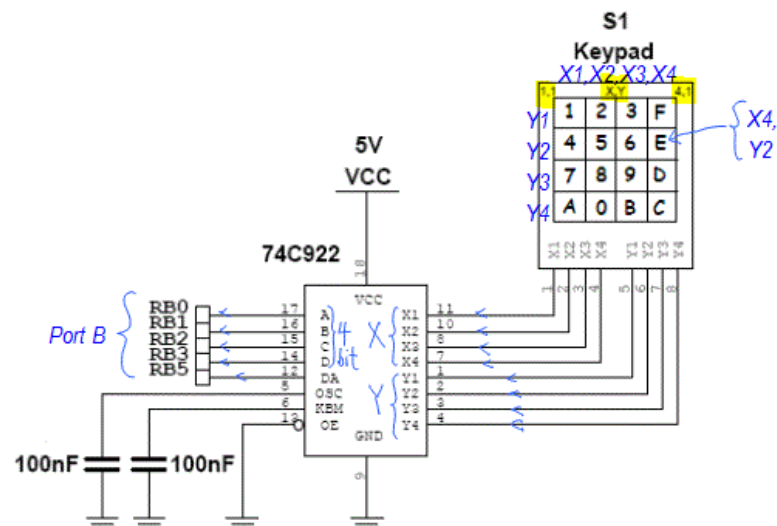 S1
Keypad
X1,X2,X3,X4
1,1 X,Y 4,1
Y1 1 2 3 F
Y2 4 5 6 E
Y3 7 8 9 D
Y4 A 0 B C
X4,
Y2
X1 X2 X3 X4 Y1 Y2 Y3 Y4
1 2 3 4 5 6 7 8
5V
VCC
74C922
18
VCC
Port B
RB0 17 A X1 11
RB1 16 B X2 10
RB2 15 C X3 8
RB3 14 D X4 7
RB5 12 DA Y1 1
5 OSC Y2 2
6 KBM Y3 3
13 OE Y4 4
4
bit
X
Y
GND
9
100nF 100nF